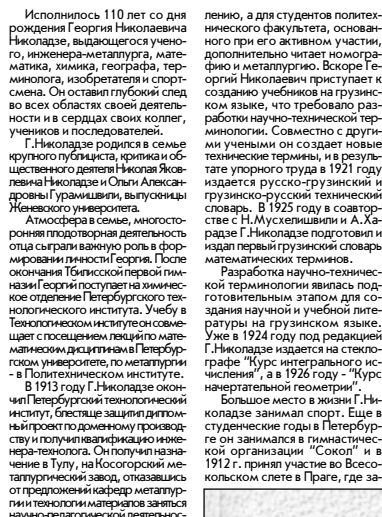 Исполнилось 110 лет со дня
рождения Георгия Николаевича
Николадзе, выдающегося учено-
го, инженера-металлурга, мате-
матика, химика, географа, тер-
минолога, изобретателя и спорт-
смена. Он оставил глубокий след
во всех областях своей деятель-
ности и в сердцах своих коллег,
учеников и последователей.
Г.Николадзе родился в семье
крупного публициста, критика и об-
щественного деятеля Николая Яков-
левича Николадзе и Ольги Алексан-
дровны Гурамишвили, выпускницы
Женевского университета.
Атмосфера в семье, многосто-
ронняя плодотворная деятельность
отца сыграли важную роль в фор-
мировании личности Георгия. После
окончания Тбилисской первой гим-
назии Георгий поступает на химичес-
кое отделение Петербургского тех-
нологического института. Учебу в
Технологическом институте он совме-
щает с посещением лекций по мате-
матическим дисциплинам в Петербур-
гском университете, по металлургии
- в Политехническом институте.
В 1913 году Г.Николадзе окон-
чил Петербургский технологический
институт, блестяще защитил диплом-
ный проект по доменному производ-
ству и получил квалификацию инже-
нера-технолога. Он получил назна-
чение в Тулу, на Косогорский ме-
таллургический завод, отказавшись
от предложений кафедр металлур-
гии и технологии материалов заняться
научно-педагогической деятельнос-
лению, а для студентов политех-
нического факультета, основан-
ного при его активном участии,
дополнительно читает номогра-
фию и металлургию. Вскоре Ге-
оргий Николаевич приступает к
созданию учебников на грузинс-
ком языке, что требовало раз-
работки научно-технической тер-
минологии. Совместно с други-
ми учеными он создает новые
технические термины, и в резуль-
тате упорного труда в 1921 году
издается русско-грузинский и
грузинско-русский технический
словарь. В 1925 году в соавтор-
стве с Н.Мусхелишвили и А.Ха-
радзе Г.Николадзе подготовил и
издал первый грузинский словарь
математических терминов.
Разработка научно-техничес-
кой терминологии явилась под-
готовительным этапом для со-
здания научной и учебной лите-
ратуры на грузинском языке.
Уже в 1924 году под редакцией
Г.Николадзе издается на стекло-
графе "Курс интегрального ис-
числения", а в 1926 году - "Курс
начертательной геометрии".
Большое место в жизни Г.Ни-
коладзе занимал спорт. Еще в
студенческие годы в Петербур-
ге он занимался в гимнастичес-
кой организации "Сокол" и в
1912 г. принял участие во Всесо-
кольском слете в Праге, где за-